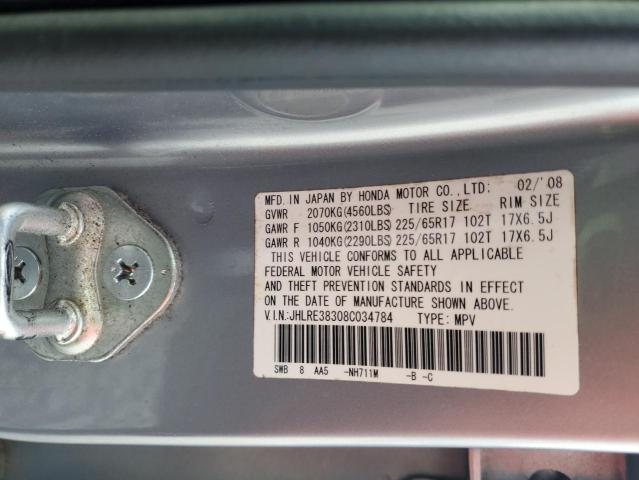 MFD. IN JAPAN BY HONDA MOTOR CO., LTD: 02/'08
GVWR 2070KG(4560LBS) TIRE SIZE RIM SIZE
GAWR F 1050KG(2310LBS) 225/65R17 102T 17X6.5J
GAWR R 1040KG(2290LBS) 225/65R17 102T 17X6.5J
THIS VEHICLE CONFORMS TO ALL APPLICABLE
FEDERAL MOTOR VEHICLE SAFETY
AND THEFT PREVENTION STANDARDS IN EFFECT
ON THE DATE OF MANUFACTURE SHOWN ABOVE.
V.I.N:JHLRE38308C034784 TYPE: MPV
SWB 8 AA5 -NH711M -B -C